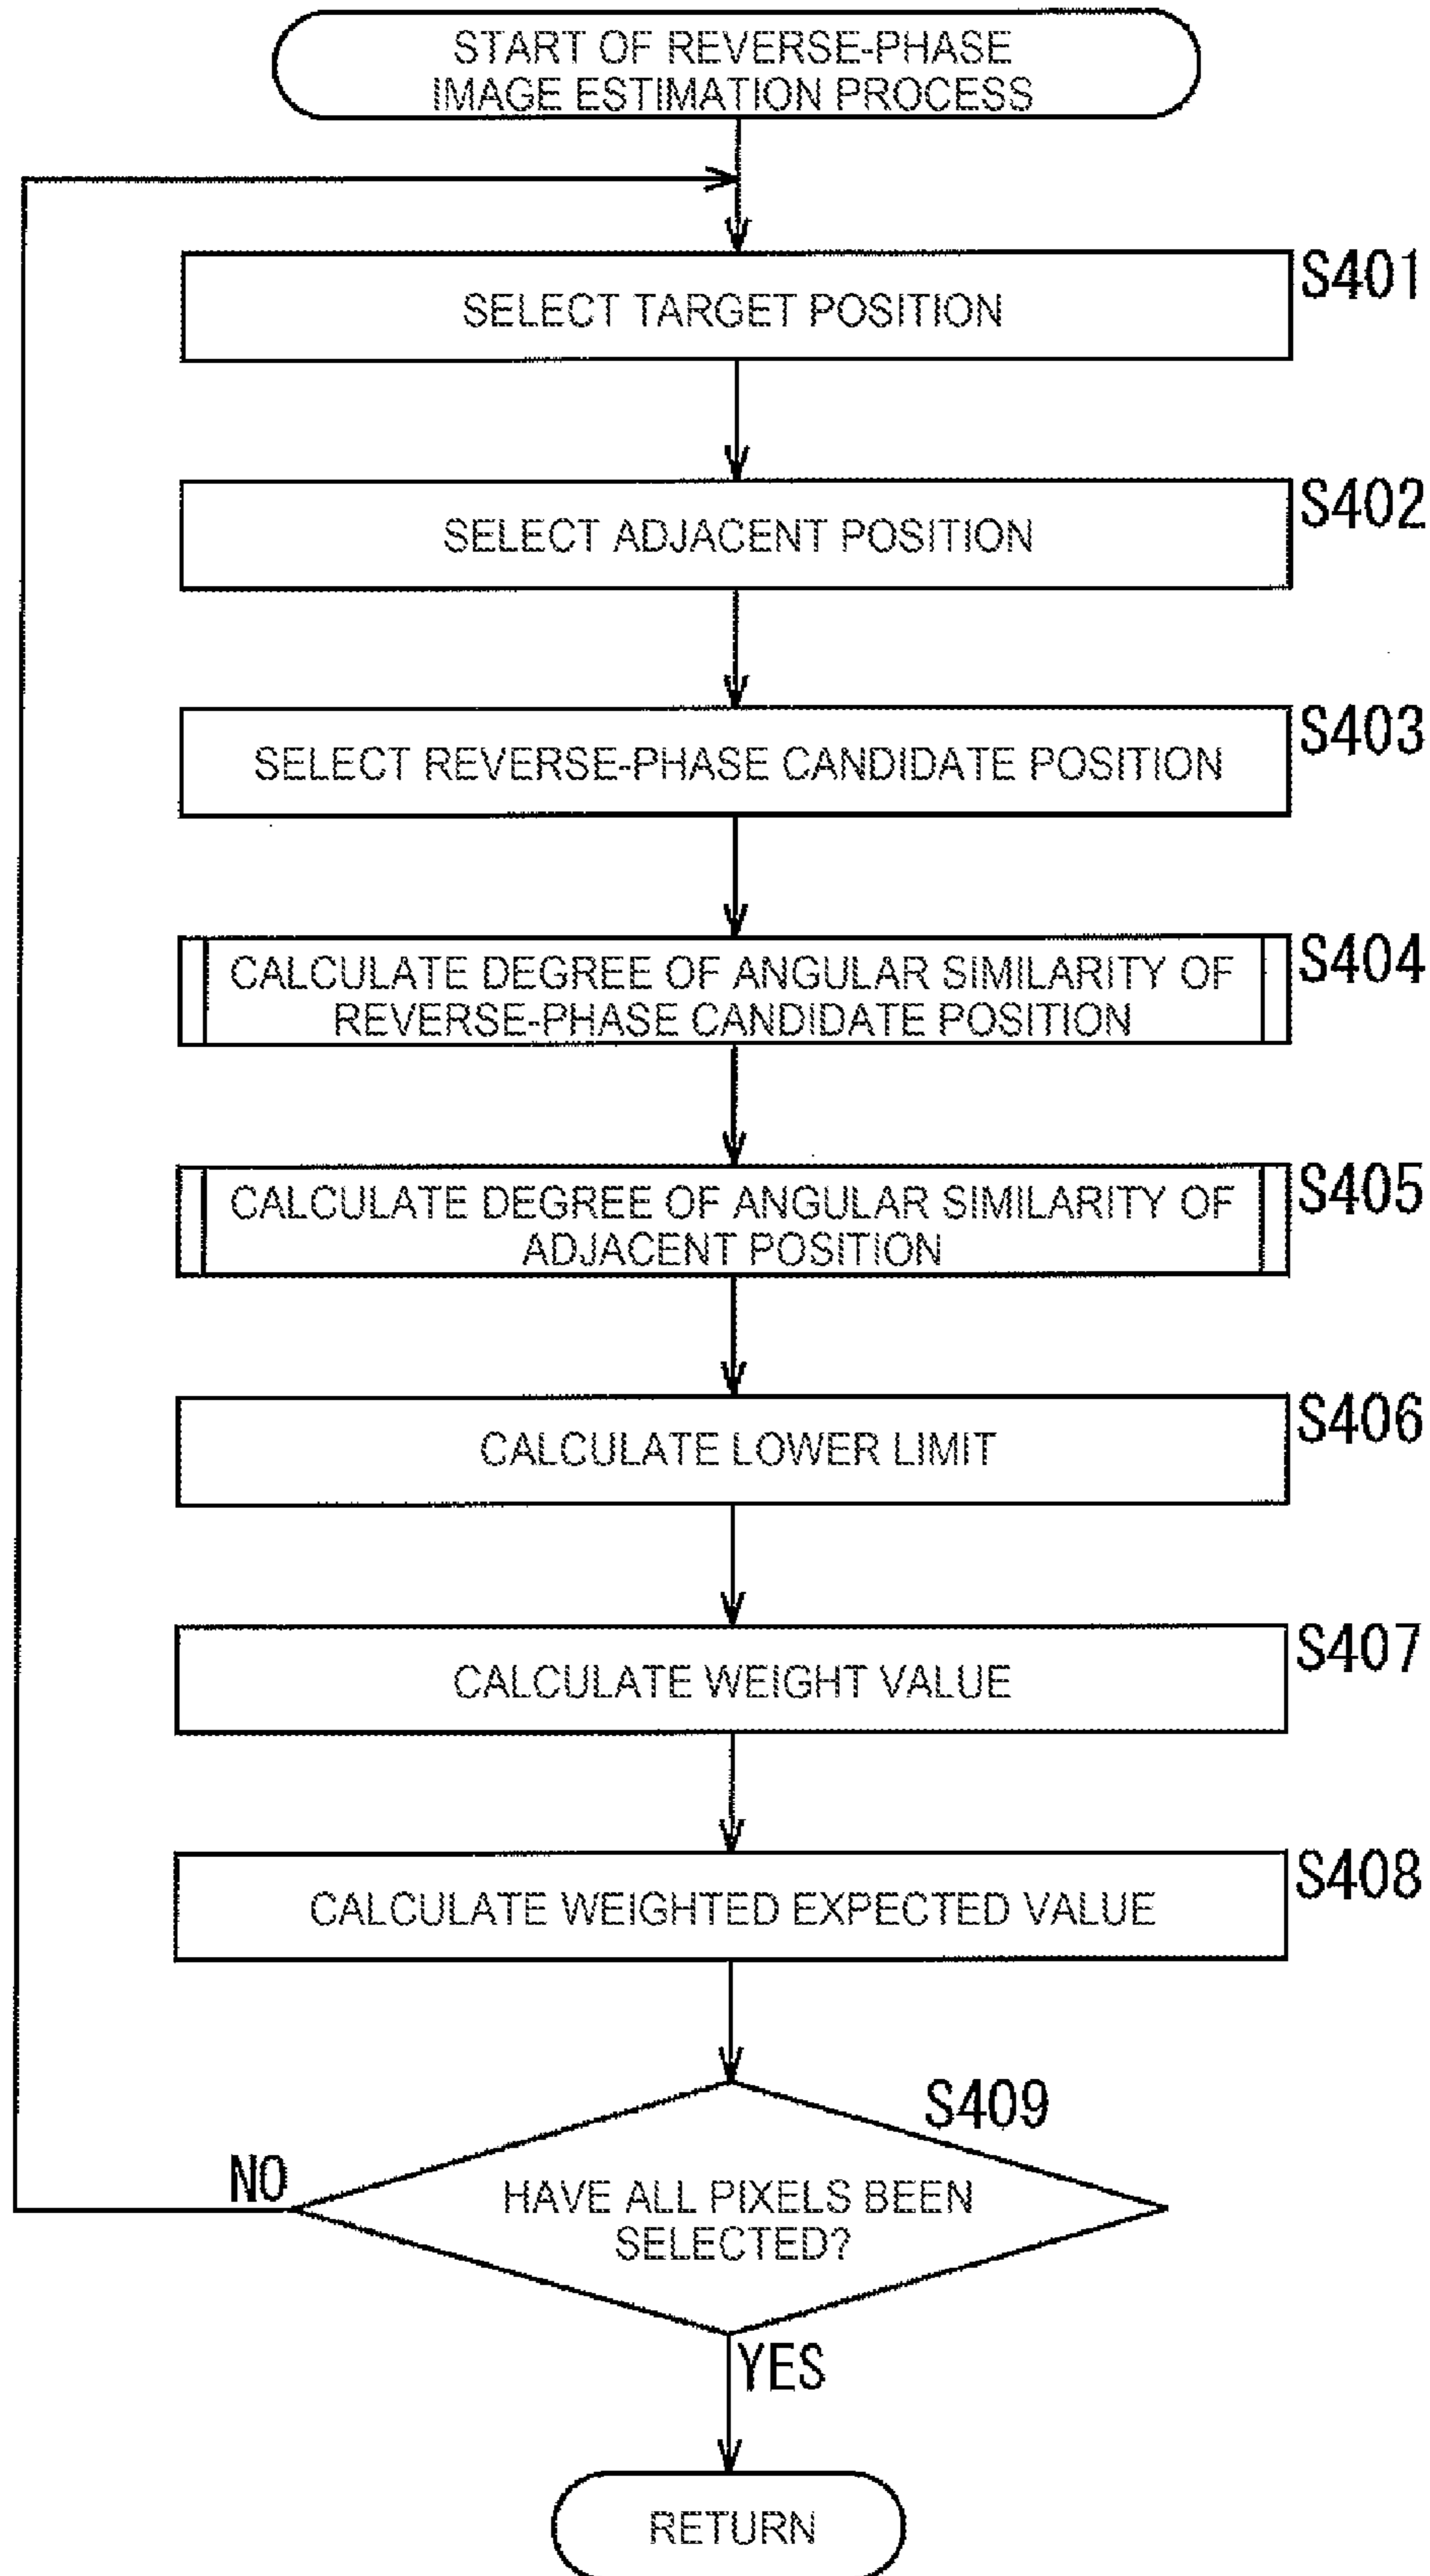 START OF REVERSE-PHASE
IMAGE ESTIMATION PROCESS
S401
SELECT TARGET POSITION
S402
SELECT ADJACENT POSITION
S403
SELECT REVERSE-PHASE CANDIDATE POSITION
S404
CALCULATE DEGREE OF ANGULAR SIMILARITY OF
REVERSE-PHASE CANDIDATE POSITION
S405
CALCULATE DEGREE OF ANGULAR SIMILARITY OF
ADJACENT POSITION
S406
CALCULATE LOWER LIMIT
S407
CALCULATE WEIGHT VALUE
S408
CALCULATE WEIGHTED EXPECTED VALUE
S409
NO
HAVE ALL PIXELS BEEN
SELECTED?
YES
RETURN